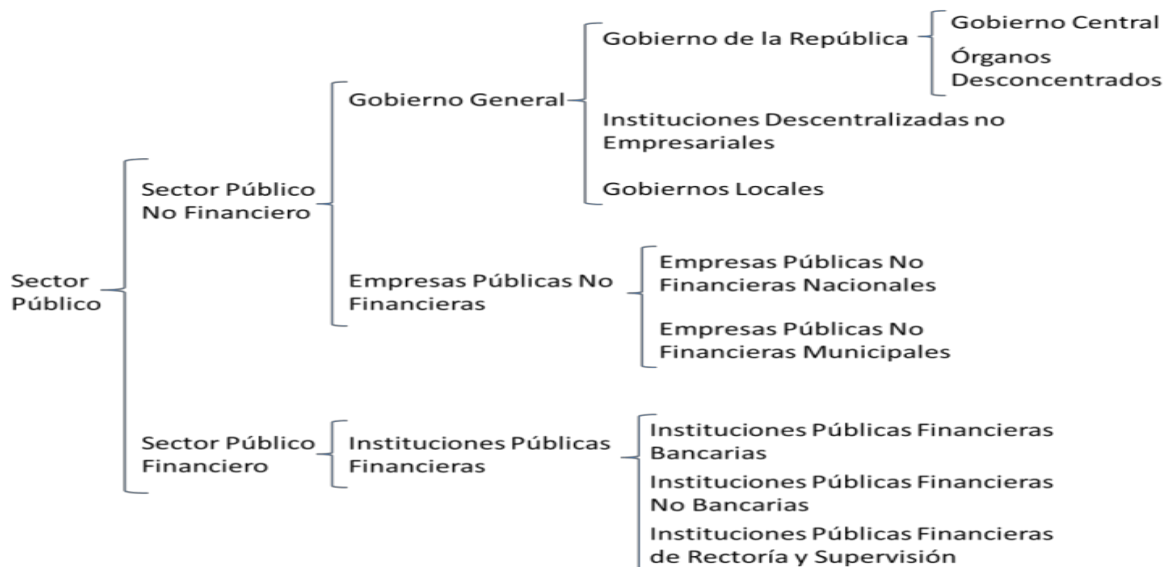 Sector
Público
Sector Público
No Financiero
Gobierno General
Gobierno de la República
Gobierno Central
Órganos
Desconcentrados
Instituciones Descentralizadas no
Empresariales
Gobiernos Locales
Empresas Públicas No
Financieras
Empresas Públicas No
Financieras Nacionales
Empresas Públicas No
Financieras Municipales
Sector Público
Financiero
Instituciones Públicas
Financieras
Instituciones Públicas Financieras
Bancarias
Instituciones Públicas Financieras
No Bancarias
Instituciones Públicas Financieras
de Rectoría y Supervisión